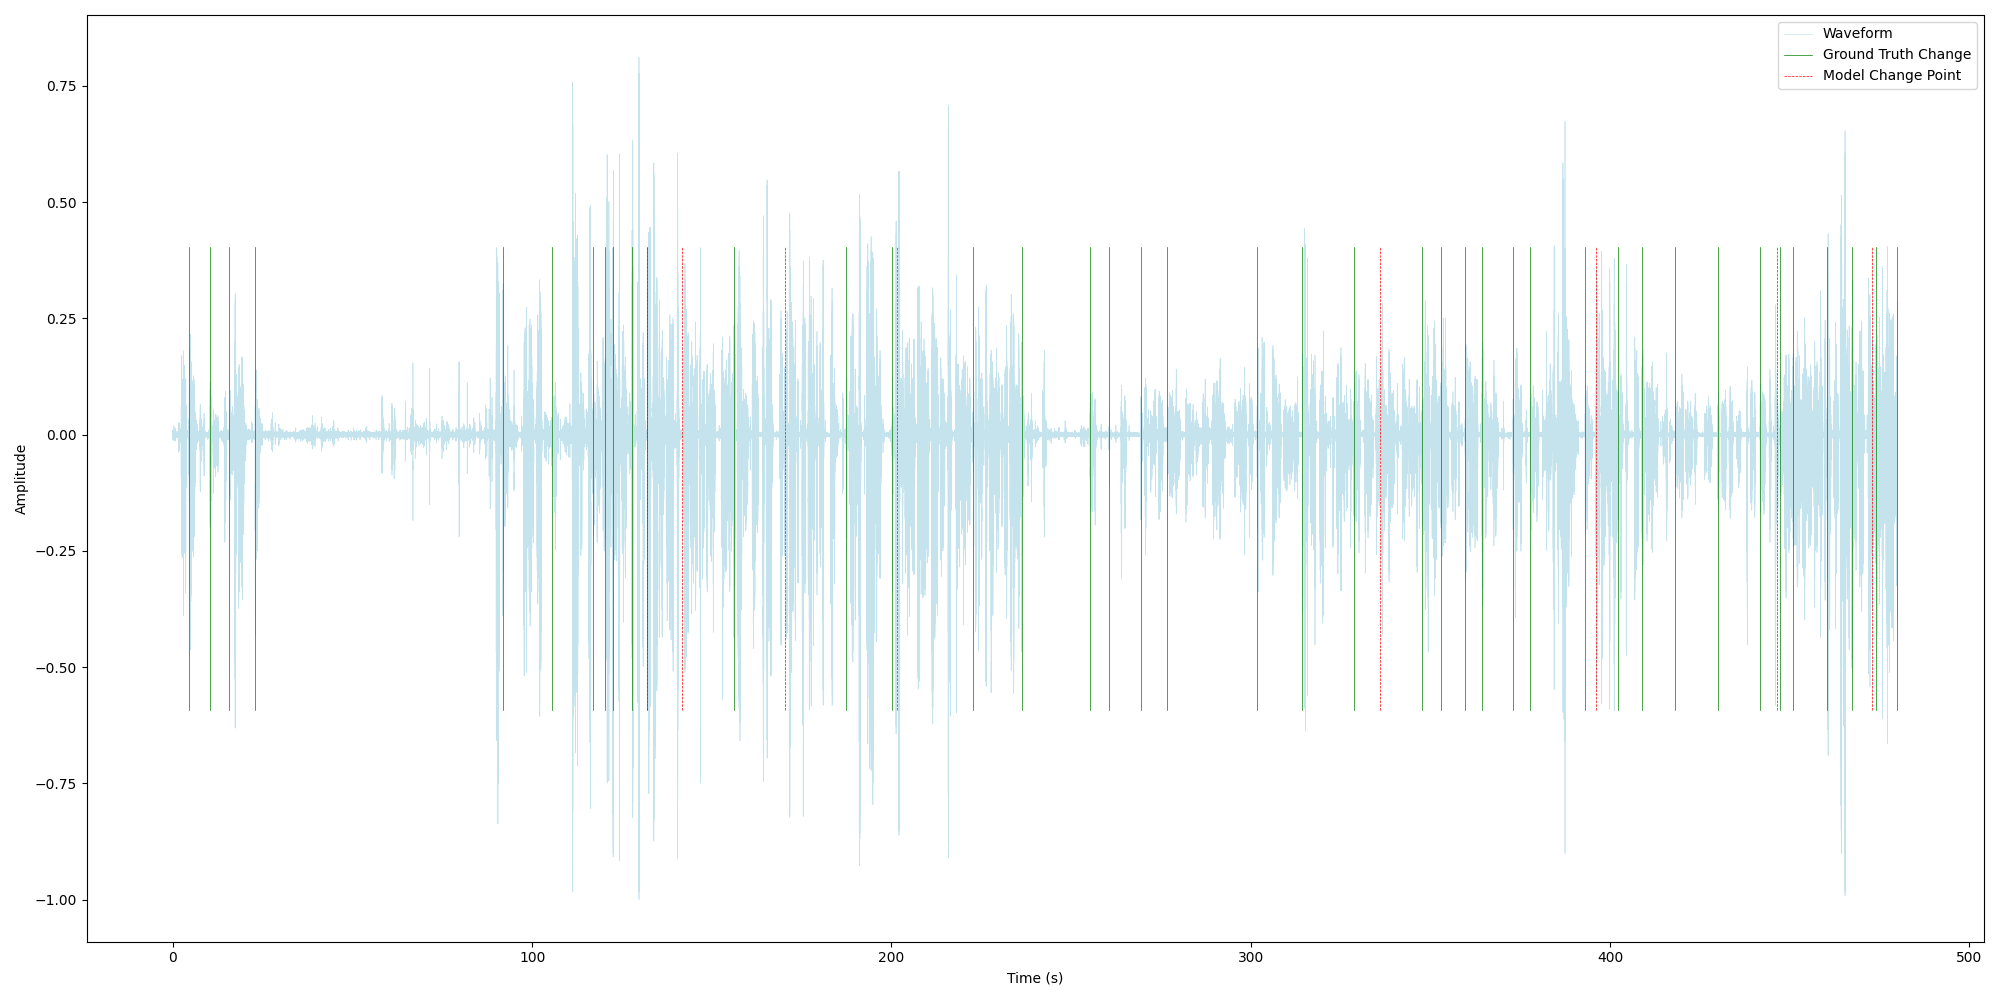 Waveform
Ground Truth Change
Model Change Point
0.75
0.50
0.25
0.00
−0.25
−0.50
−0.75
−1.00
Amplitude
0 100 200 300 400 500
Time (s)